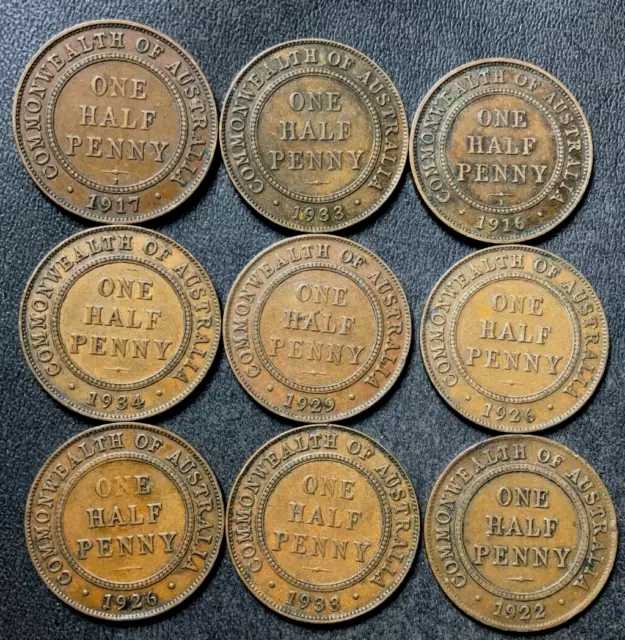 COMMONWEALTH OF AUSTRALIA
ONE
HALF
PENNY
· 1917 ·
COMMONWEALTH OF AUSTRALIA
ONE
HALF
PENNY
· 1933 ·
COMMONWEALTH OF AUSTRALIA
ONE
HALF
PENNY
I
· 1916 ·
COMMONWEALTH OF AUSTRALIA
ONE
HALF
PENNY
· 1934 ·
COMMONWEALTH OF AUSTRALIA
ONE
HALF
PENNY
· 1929 ·
COMMONWEALTH OF AUSTRALIA
ONE
HALF
PENNY
· 1926 ·
COMMONWEALTH OF AUSTRALIA
ONE
HALF
PENNY
· 1926 ·
COMMONWEALTH OF AUSTRALIA
ONE
HALF
PENNY
· 1933 ·
COMMONWEALTH OF AUSTRALIA
ONE
HALF
PENNY
· 1922 ·